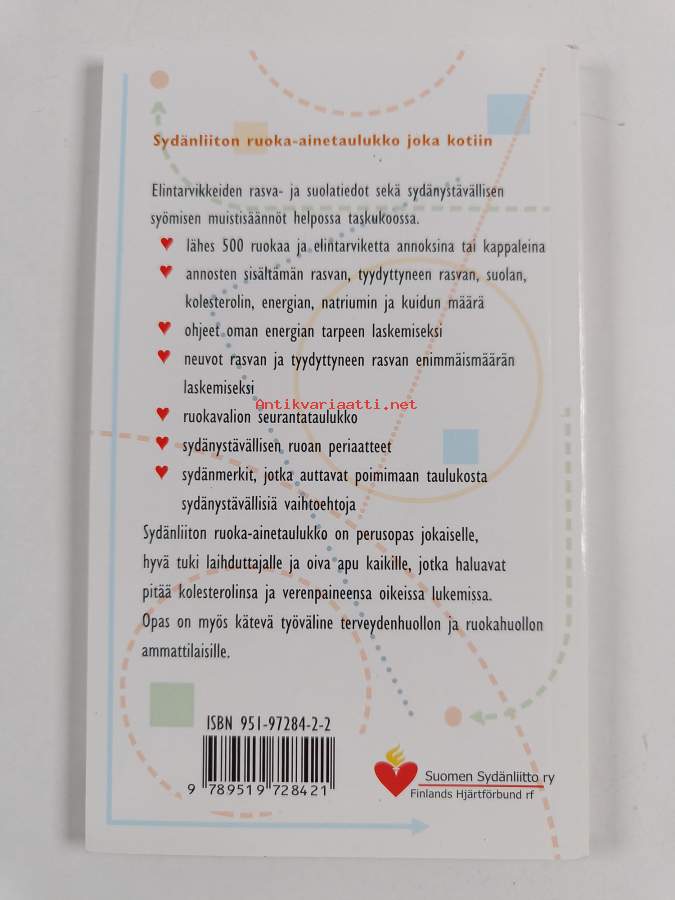 Sydänliiton ruoka-ainetaulukko joka kotiin
Elintarvikkeiden rasva- ja suolatiedot sekä sydänystävällisen
syömisen muistisäännöt helpossa taskukoossa.
lähes 500 ruokaa ja elintarviketta annoksina tai kappaleina
annosten sisältämän rasvan, tyydyttyneen rasvan, suolan,
kolesterolin, energian, natriumin ja kuidun määrä
ohjeet oman energian tarpeen laskemiseksi
neuvot rasvan ja tyydyttyneen rasvan enimmäismäärän
laskemiseksi
Antikvariaatti.net
ruokavalion seurantataulukko
sydänystävällisen ruoan periaatteet
sydänmerkit, jotka auttavat poimimaan taulukosta
sydänystävällisiä vaihtoehtoja
Sydänliiton ruoka-ainetaulukko on perusopas jokaiselle,
hyvä tuki laihduttajalle ja oiva apu kaikille, jotka haluavat
pitää kolesterolinsa ja verenpaineensa oikeissa lukemissa.
Opas on myös kätevä työväline terveydenhuollon ja ruokahuollon
ammattilaisille.
ISBN 951-97284-2-2
9 789519 728421
Suomen Sydänliitto ry
Finlands Hjärtförbund rf